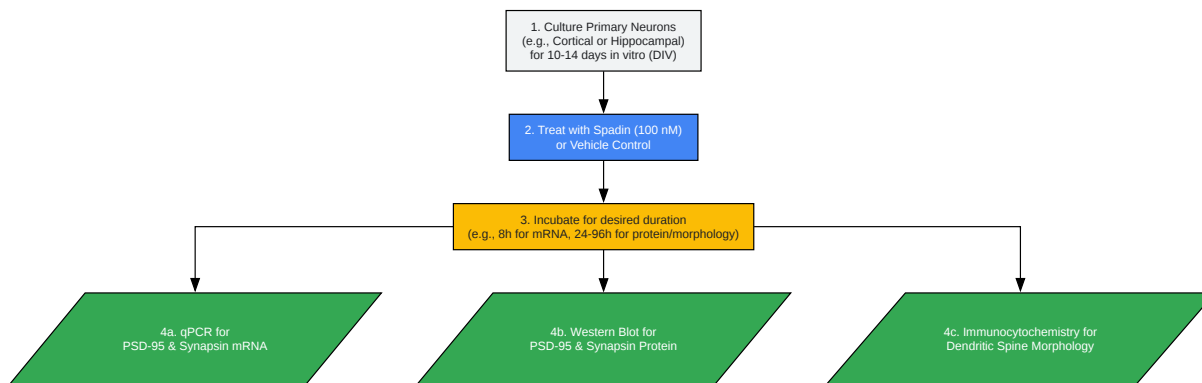 1. Culture Primary Neurons
(e.g., Cortical or Hippocampal)
for 10-14 days in vitro (DIV)
2. Treat with Spadin (100 nM)
or Vehicle Control
3. Incubate for desired duration
(e.g., 8h for mRNA, 24-96h for protein/morphology)
4a. qPCR for
PSD-95 & Synapsin mRNA
4b. Western Blot for
PSD-95 & Synapsin Protein
4c. Immunocytochemistry for
Dendritic Spine Morphology